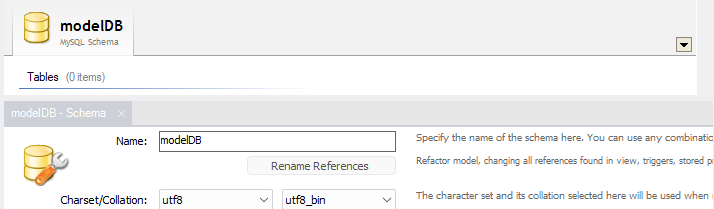 modelDB
MySQL Schema
Tables (0 items)
modelDB - Schema ×
Name: modelDB Specify the name of the schema here. You can use any combinatio
Rename References Refactor model, changing all references found in view, triggers, stored p
Charset/Collation: utf8 utf8_bin The character set and its collation selected here will be used when